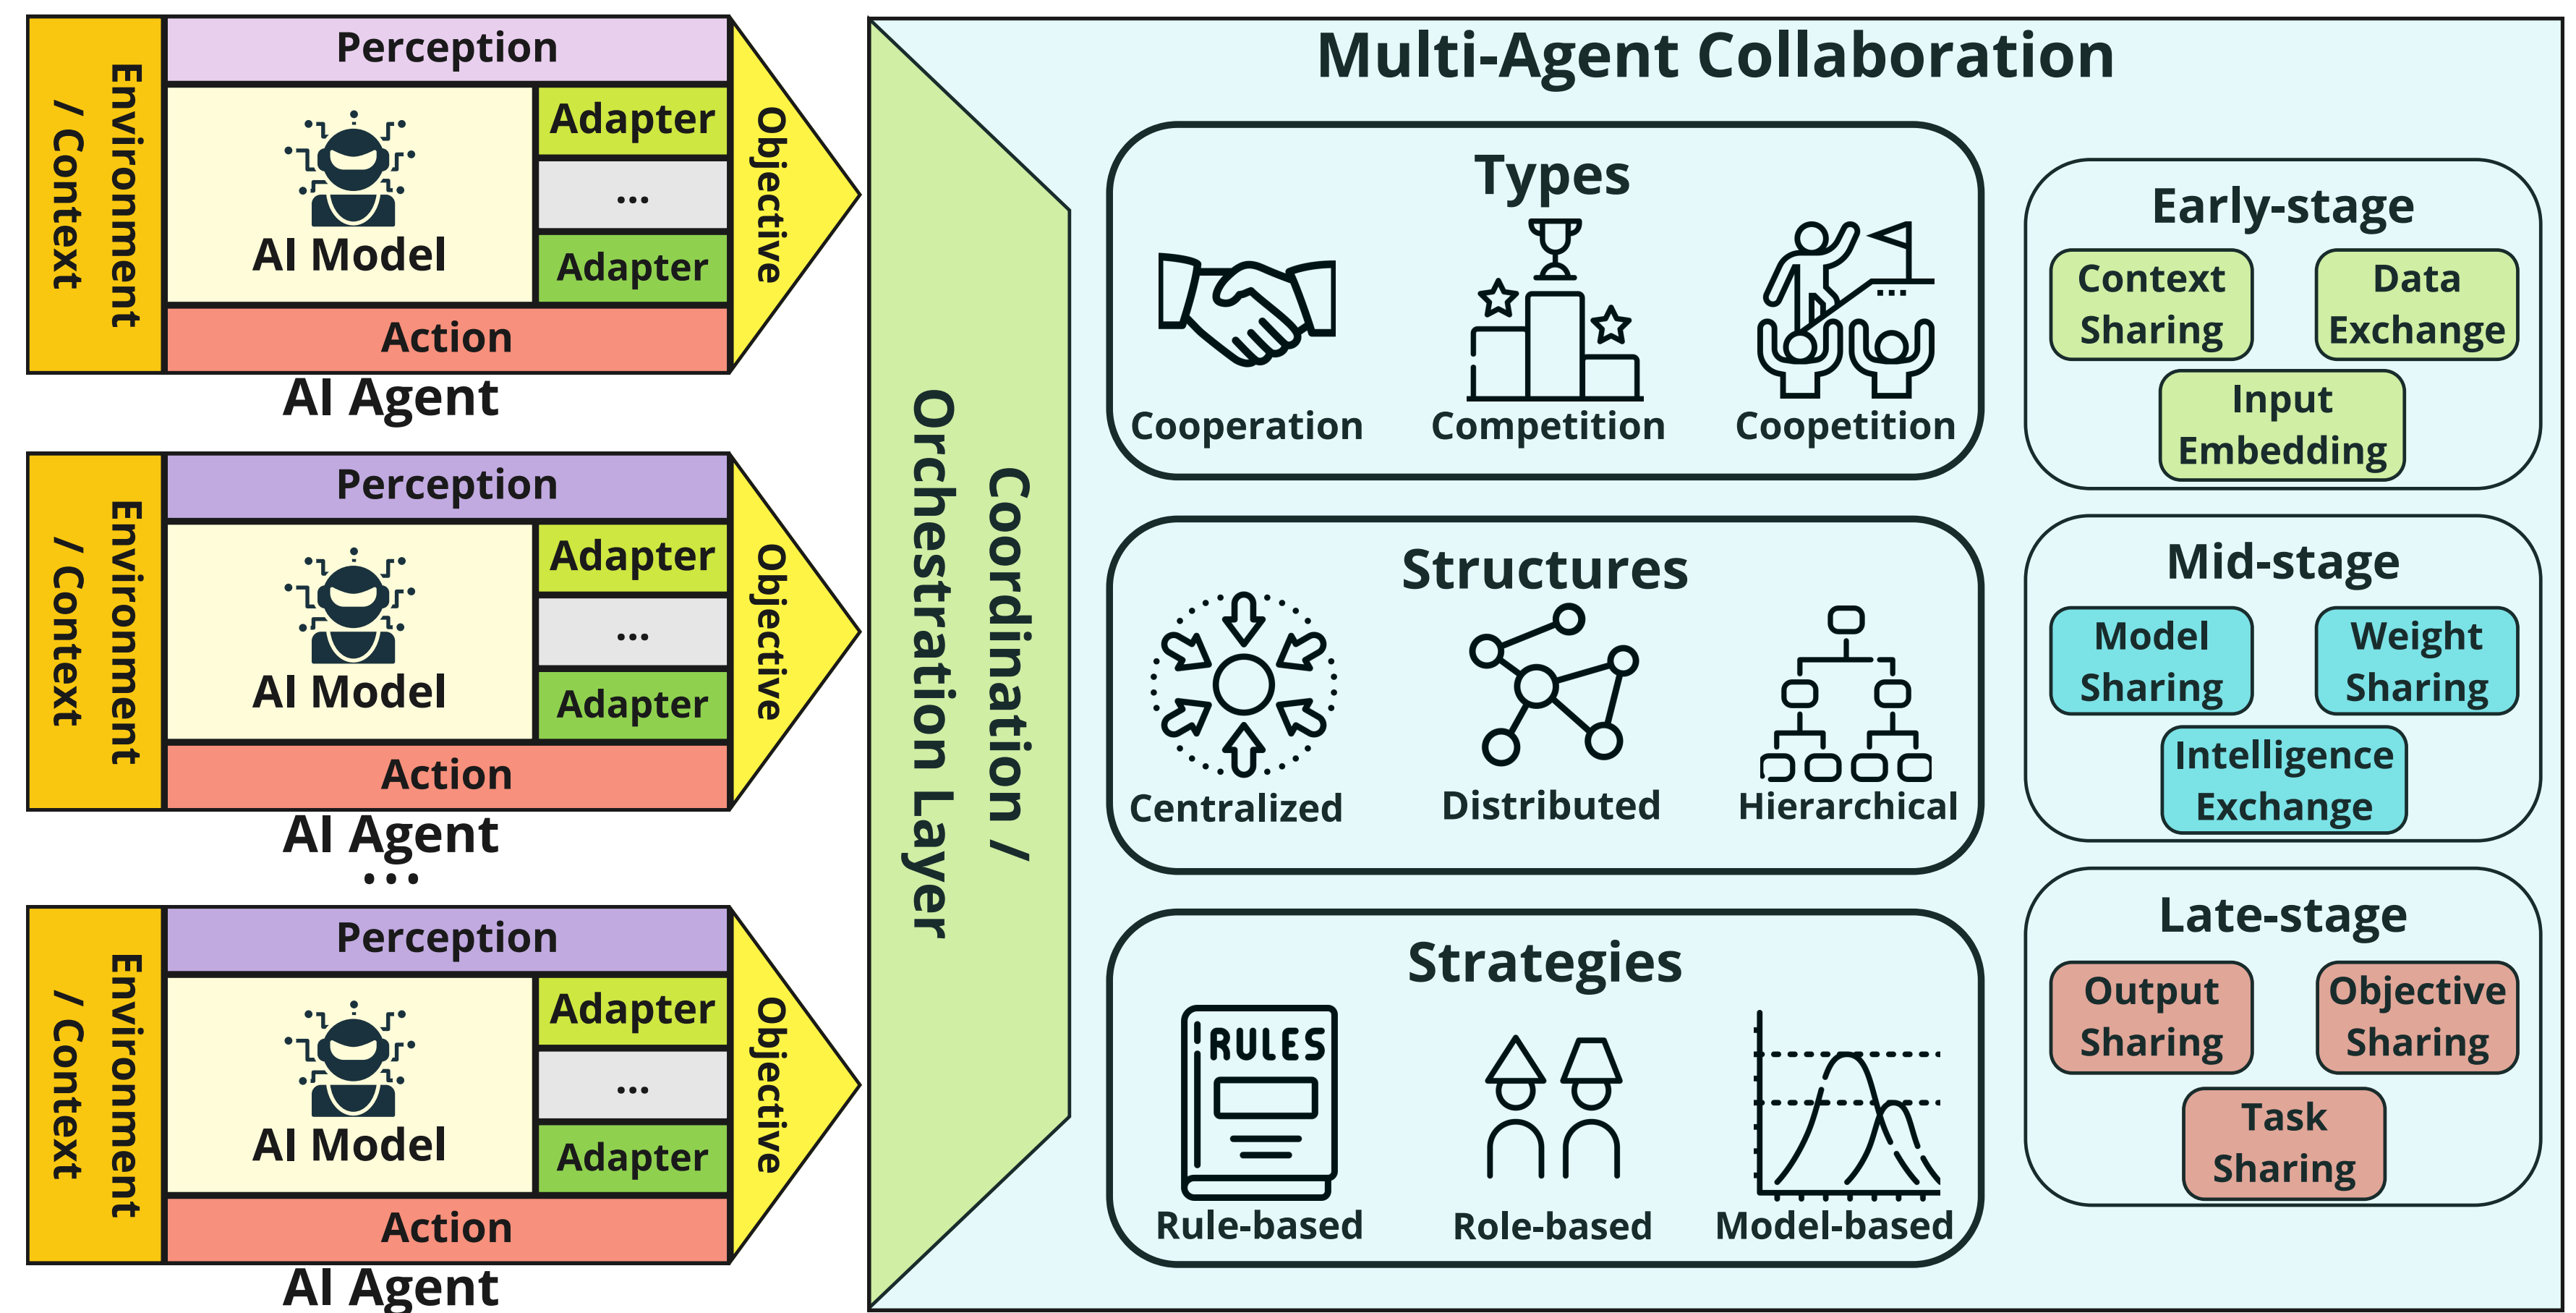 Perception
Environment
/ Context
AI Model
Adapter
...
Adapter
Objective
Action
AI Agent
Perception
Environment
/ Context
AI Model
Adapter
...
Adapter
Objective
Action
AI Agent
...
Perception
Environment
/ Context
AI Model
Adapter
...
Adapter
Objective
Action
AI Agent
Coordination /
Orchestration Layer
Multi-Agent Collaboration
Types
Cooperation
Competition
Coopetition
Structures
Centralized
Distributed
Hierarchical
Strategies
RULES
Rule-based
Role-based
Model-based
Early-stage
Context
Sharing
Data
Exchange
Input
Embedding
Mid-stage
Model
Sharing
Weight
Sharing
Intelligence
Exchange
Late-stage
Output
Sharing
Objective
Sharing
Task
Sharing